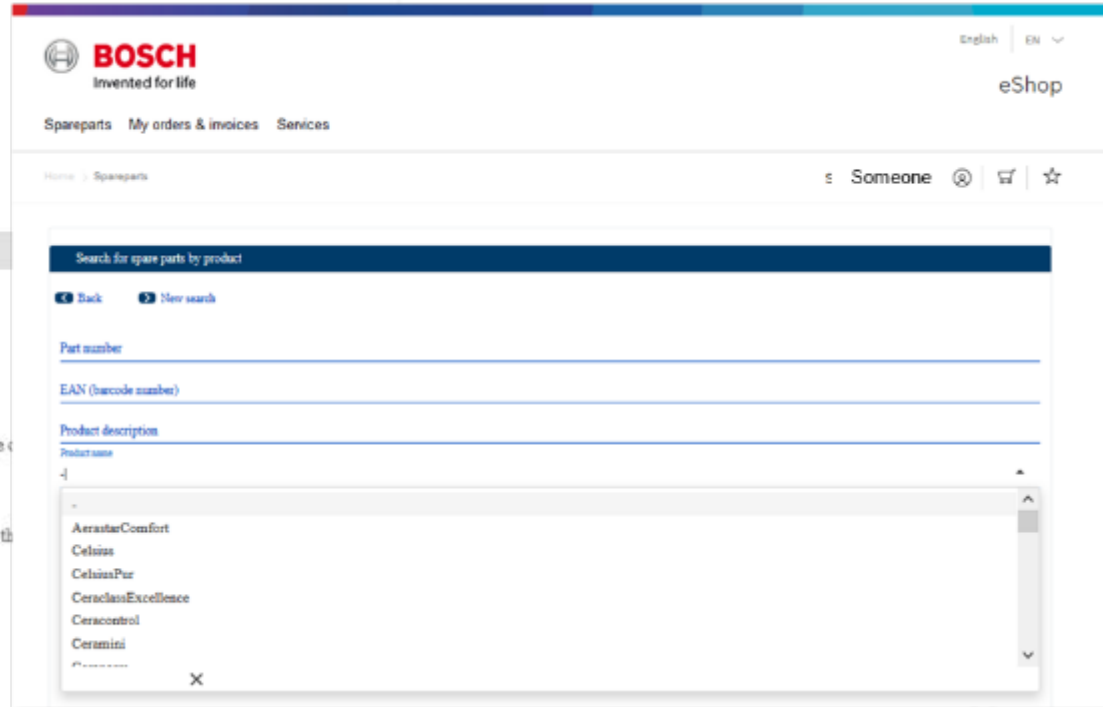 English EN
BOSCH
Invented for life
eShop
Spareparts My orders & invoices Services
Home > Spareparts
s Someone
Search for spare parts by product
Back New search
Part number
EAN (barcode number)
Product description
Product name
-
-
AerastarComfort
Celsius
CelsiusPur
CeraclassExcellence
Ceracontrol
Ceramini